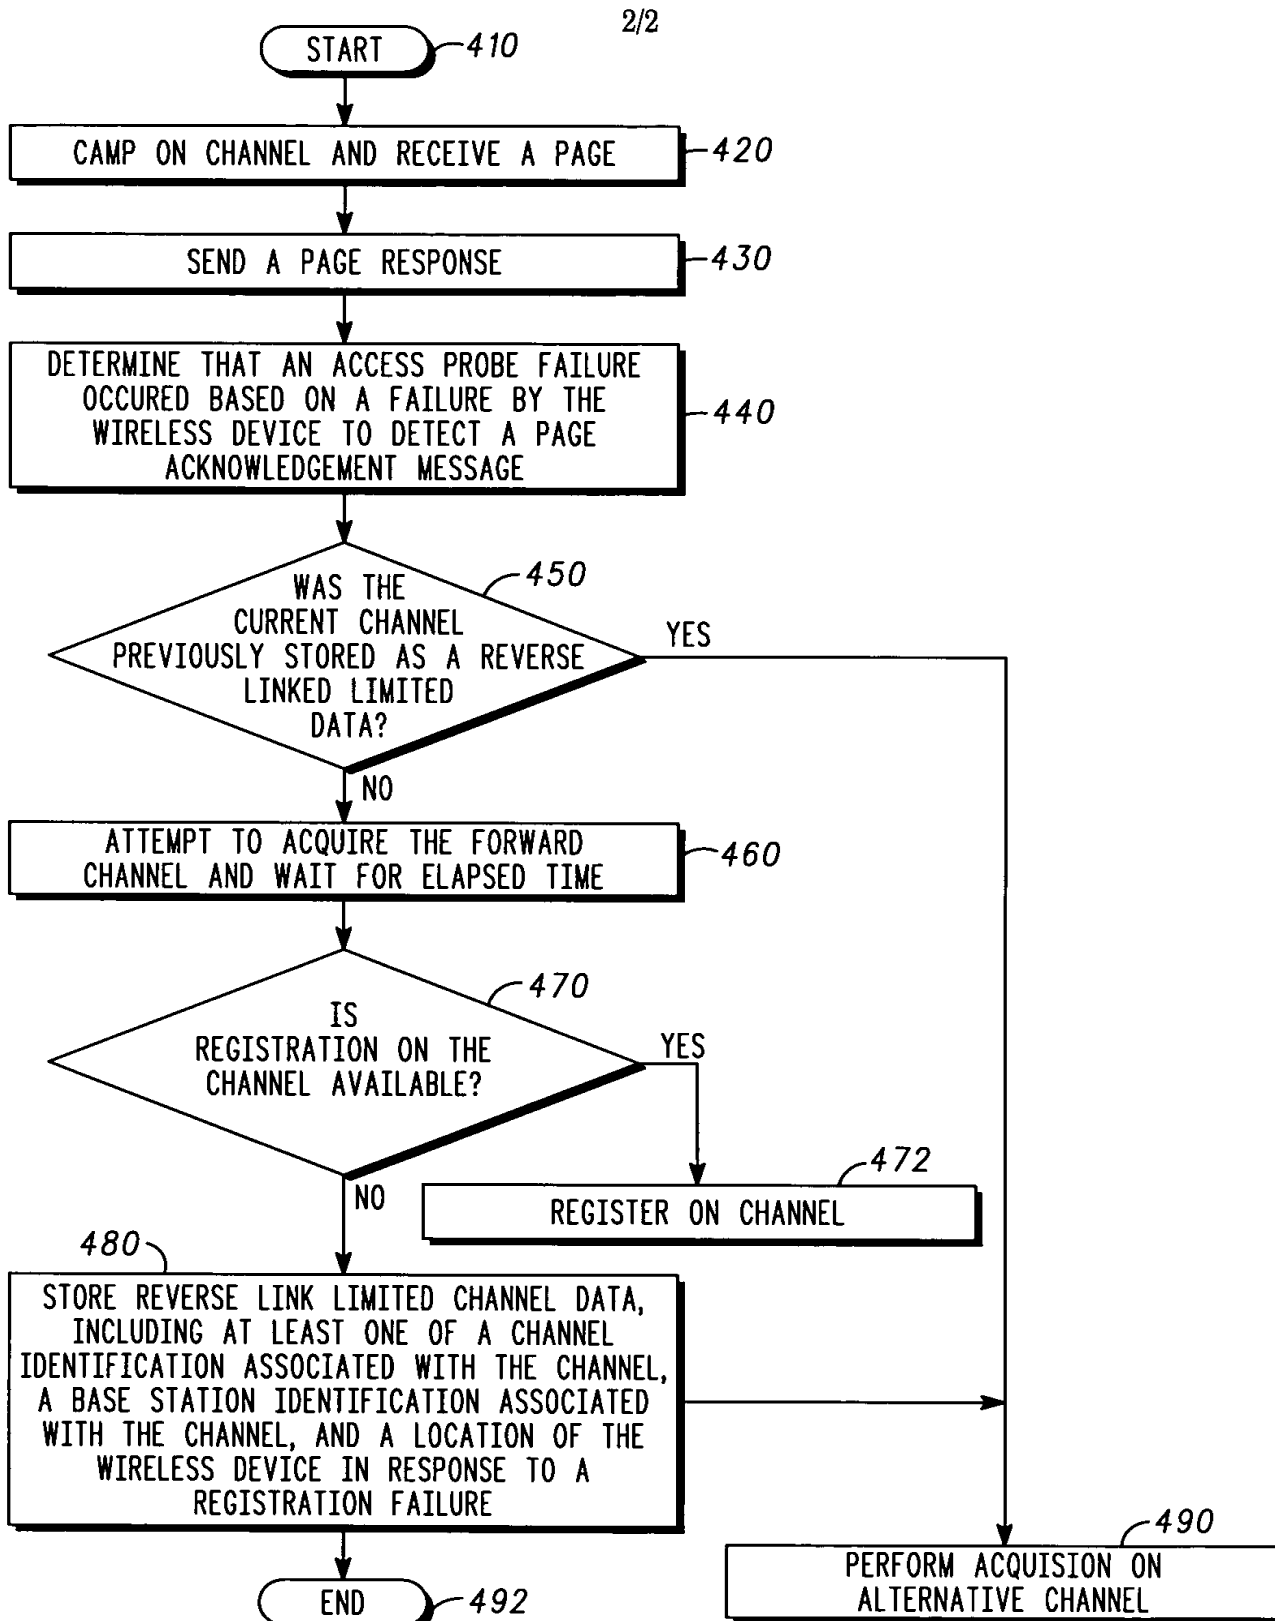 2/2
START
410
CAMP ON CHANNEL AND RECEIVE A PAGE
420
SEND A PAGE RESPONSE
430
DETERMINE THAT AN ACCESS PROBE FAILURE
OCCURED BASED ON A FAILURE BY THE
WIRELESS DEVICE TO DETECT A PAGE
ACKNOWLEDGEMENT MESSAGE
440
WAS THE
CURRENT CHANNEL
PREVIOUSLY STORED AS A REVERSE
LINKED LIMITED
DATA?
450
YES
NO
ATTEMPT TO ACQUIRE THE FORWARD
CHANNEL AND WAIT FOR ELAPSED TIME
460
IS
REGISTRATION ON THE
CHANNEL AVAILABLE?
470
YES
NO
472
REGISTER ON CHANNEL
480
STORE REVERSE LINK LIMITED CHANNEL DATA,
INCLUDING AT LEAST ONE OF A CHANNEL
IDENTIFICATION ASSOCIATED WITH THE CHANNEL,
A BASE STATION IDENTIFICATION ASSOCIATED
WITH THE CHANNEL, AND A LOCATION OF THE
WIRELESS DEVICE IN RESPONSE TO A
REGISTRATION FAILURE
490
PERFORM ACQUISION ON
ALTERNATIVE CHANNEL
END
492